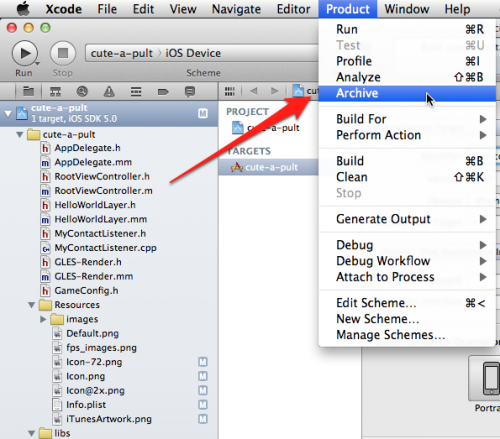 Xcode File Edit View Navigate Editor Product Window Help
cute-a-pult iOS Device
Run Stop Scheme
Run ⌘R
Test ⌘U
Profile ⌘I
Analyze ⇧⌘B
Archive
Build For
Perform Action
Build ⌘B
Clean ⇧⌘K
Stop
Generate Output
Debug
Debug Workflow
Attach to Process
Edit Scheme... ⌘<
New Scheme...
Manage Schemes...
cute-a-pult M
1 target, iOS SDK 5.0
cute-a-pult
h AppDelegate.h
m AppDelegate.mm
h RootViewController.h
m RootViewController.m
h HelloWorldLayer.h
m HelloWorldLayer.mm
h MyContactListener.h
MyContactListener.cpp
h GLES-Render.h
m GLES-Render.mm
h GameConfig.h
Resources
images
Default.png
fps_images.png
Icon-72.png M
Icon.png M
Icon@2x.png M
Info.plist
iTunesArtwork.png M
libs
PROJECT
cute-a-pult
TARGETS
cute-a-pult
cu
Portra